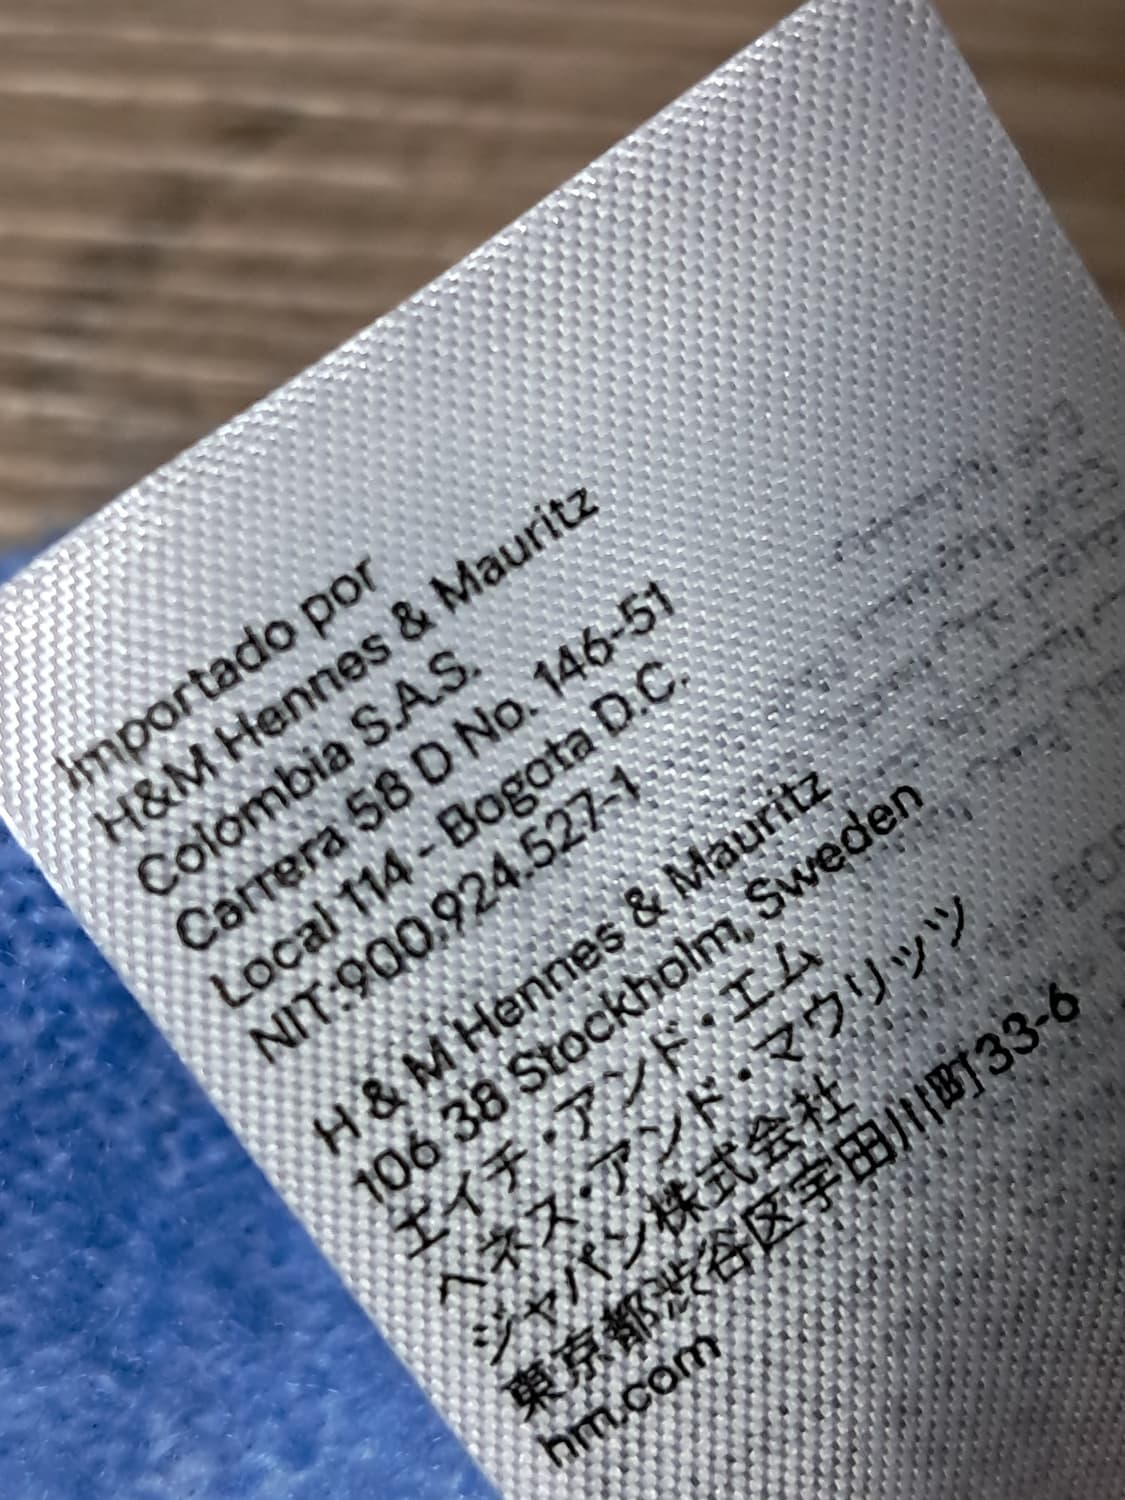 Importado por
H&M Hennes & Mauritz
Colombia S.A.S.
Carrera 58 D No. 146-51
Local 114 - Bogota D.C.
NIT:900.924.527-1
H & M Hennes & Mauritz
106 38 Stockholm, Sweden
エイチ・アンド・エム
ヘネス・アンド・マウリッツ
ジャパン株式会社
東京都渋谷区宇田川町33-6
hm.com